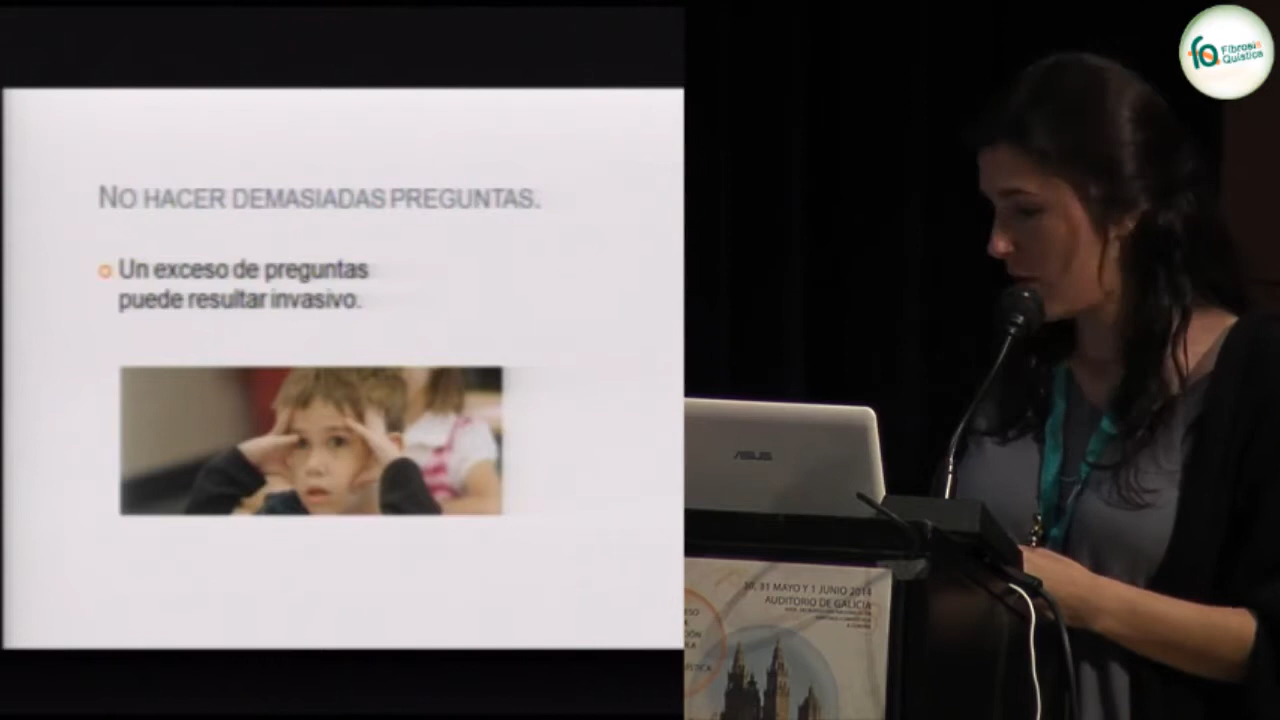 NO HACER DEMASIADAS PREGUNTAS.
Un exceso de preguntas
puede resultar invasivo.
Fibrosis
Quística
ASUS
30, 31 MAYO Y 1 JUNIO 2014
AUDITORIO DE GALICIA